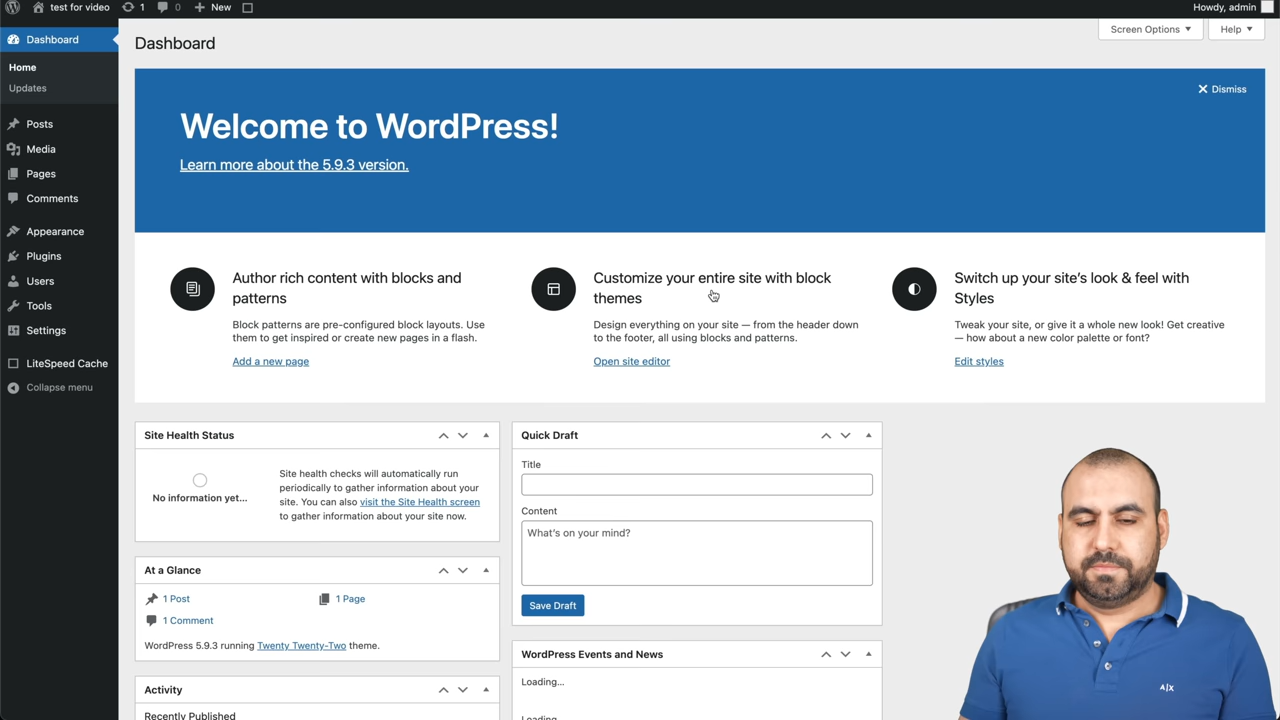 test for video
1
0
New
Howdy, admin
Dashboard
Home
Updates
Posts
Media
Pages
Comments
Appearance
Plugins
Users
Tools
Settings
LiteSpeed Cache
Collapse menu
Dashboard
Screen Options
Help
Dismiss
Welcome to WordPress!
Learn more about the 5.9.3 version.
Author rich content with blocks and
patterns
Block patterns are pre-configured block layouts. Use
them to get inspired or create new pages in a flash.
Add a new page
Customize your entire site with block
themes
Design everything on your site — from the header down
to the footer, all using blocks and patterns.
Open site editor
Switch up your site's look & feel with
Styles
Tweak your site, or give it a whole new look! Get creative
— how about a new color palette or font?
Edit styles
Site Health Status
No information yet...
Site health checks will automatically run
periodically to gather information about your
site. You can also visit the Site Health screen
to gather information about your site now.
At a Glance
1 Post
1 Page
1 Comment
WordPress 5.9.3 running Twenty Twenty-Two theme.
Activity
Recently Published
Quick Draft
Title
Content
What's on your mind?
Save Draft
WordPress Events and News
Loading...
Loading...
A|X